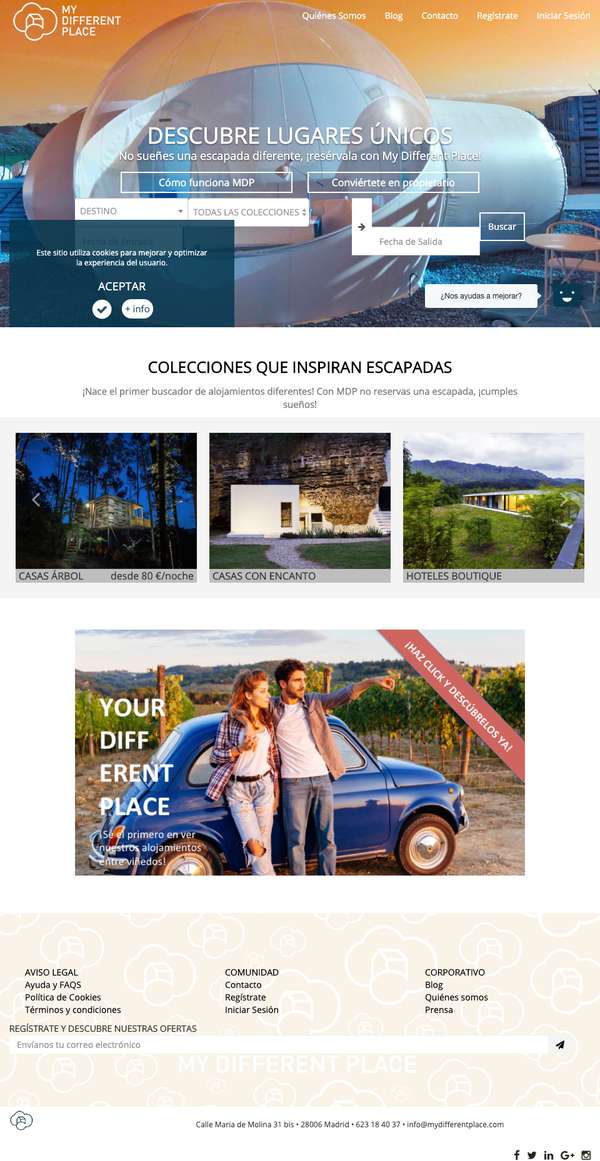 MY
DIFFERENT
PLACE
Quiénes Somos
Blog
Contacto
Regístrate
Iniciar Sesión
DESCUBRE LUGARES ÚNICOS
No sueñes una escapada diferente, ¡resérvala con My Different Place!
Cómo funciona MDP
Conviértete en propietario
DESTINO
TODAS LAS COLECCIONES
Fecha de Salida
Buscar
Este sitio utiliza cookies para mejorar y optimizar
la experiencia del usuario.
ACEPTAR
+ info
¿Nos ayudas a mejorar?
COLECCIONES QUE INSPIRAN ESCAPADAS
¡Nace el primer buscador de alojamientos diferentes! Con MDP no reservas una escapada, ¡cumples
sueños!
CASAS ÁRBOL desde 80 €/noche
CASAS CON ENCANTO
HOTELES BOUTIQUE
¡HAZ CLICK Y DESCÚBRELOS YA!
YOUR
DIFF
ERENT
PLACE
¡Sé el primero en ver
nuestros alojamientos
entre viñedos!
AVISO LEGAL
Ayuda y FAQS
Política de Cookies
Términos y condiciones
COMUNIDAD
Contacto
Regístrate
Iniciar Sesión
CORPORATIVO
Blog
Quiénes somos
Prensa
REGÍSTRATE Y DESCUBRE NUESTRAS OFERTAS
Envíanos tu correo electrónico
MY DIFFERENT PLACE
Calle María de Molina 31 bis • 28006 Madrid • 623 18 40 37 • info@mydifferentplace.com